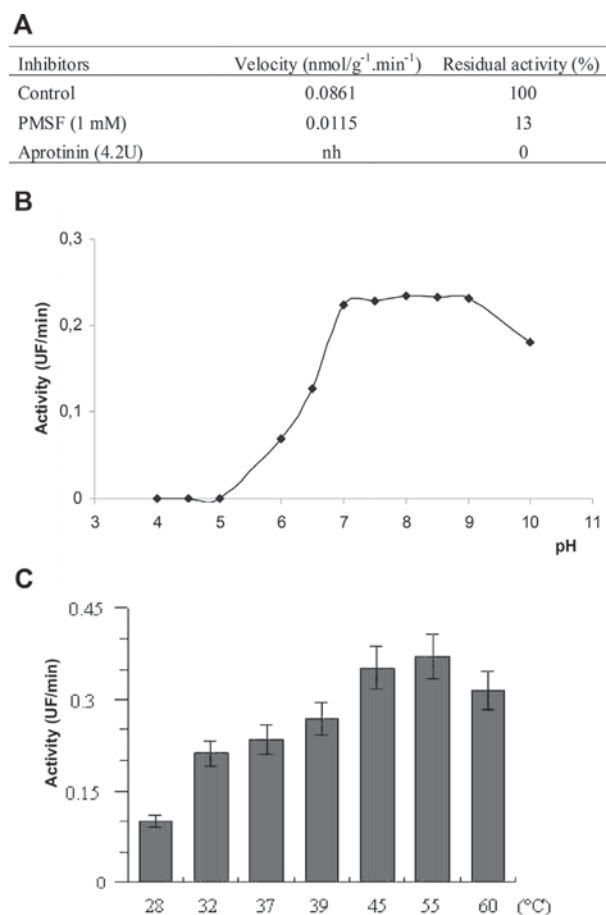 A
Inhibitors Velocity (nmol/g⁻¹.min⁻¹) Residual activity (%)
Control 0.0861 100
PMSF (1 mM) 0.0115 13
Aprotinin (4.2U) nh 0
B
Activity (UF/min)
0,3
0,2
0,1
0
3 4 5 6 7 8 9 10 11
pH
C
Activity (UF/min)
0.45
0.3
0.15
0
28 32 37 39 45 55 60 (°C)